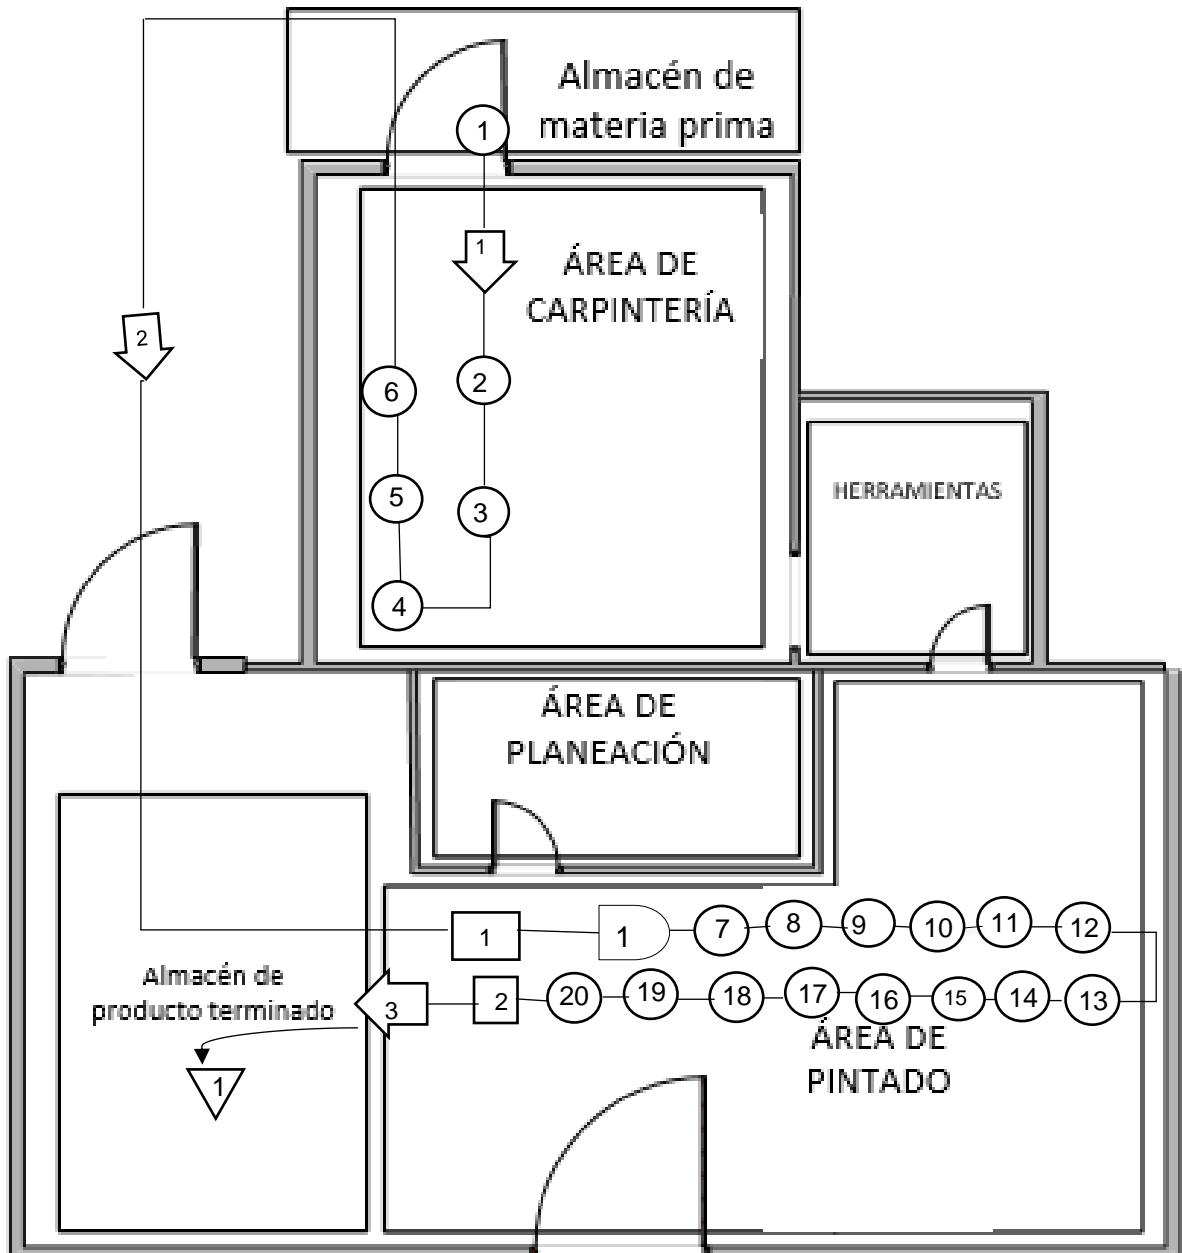 Almacén de
materia prima
1
1
ÁREA DE
CARPINTERÍA
2
6
2
HERRAMIENTAS
5
3
4
ÁREA DE
PLANEACIÓN
1
1
7
8
9
10
11
12
Almacén de
producto terminado
3
2
20
19
18
17
16
15
14
13
ÁREA DE
PINTADO
1